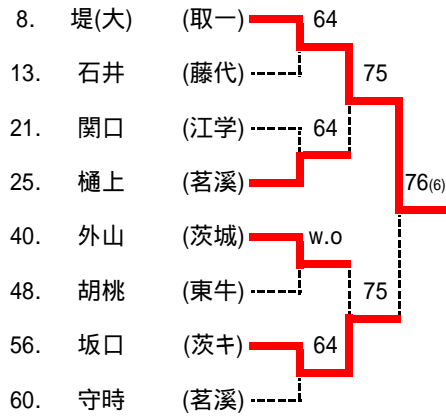 8. 堤(大) (取一) 64
13. 石井 (藤代) 75
21. 関口 (江学) 64
25. 樋上 (茗溪) 76(6)
40. 外山 (茨城) w.o
48. 胡桃 (東牛) 75
56. 坂口 (茨キ) 64
60. 守時 (茗溪)